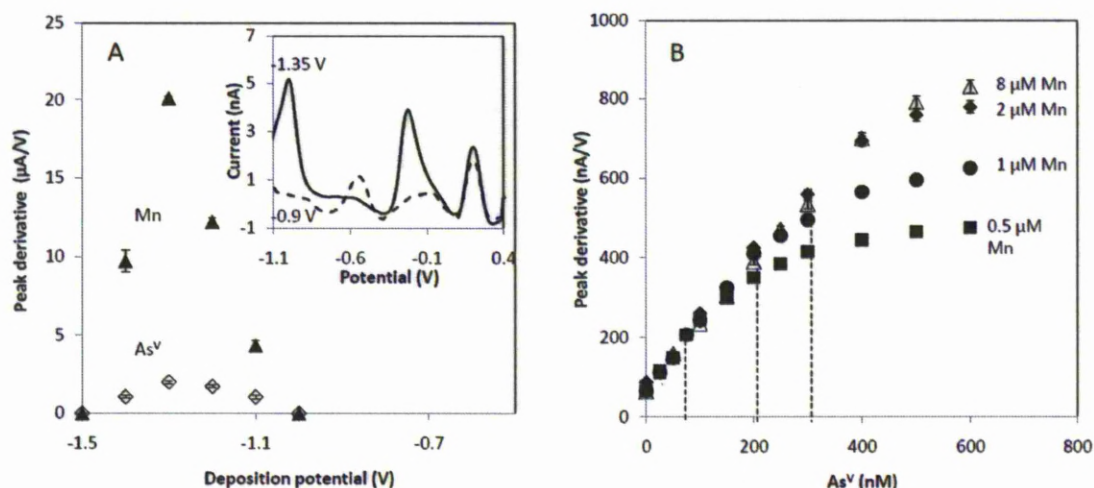 A
Peak derivative (µA/V)
25
20
15
10
5
0
Mn
Asⱽ
-1.5
-1.1
-0.7
Deposition potential (V)
Current (nA)
7
5
3
1
-1
-1.35 V
-0.9 V
-1.1
-0.6
-0.1
0.4
Potential (V)
B
Peak derivative (nA/V)
1000
800
600
400
200
0
8 µM Mn
2 µM Mn
1 µM Mn
0.5 µM
Mn
0
200
400
600
800
Asⱽ (nM)